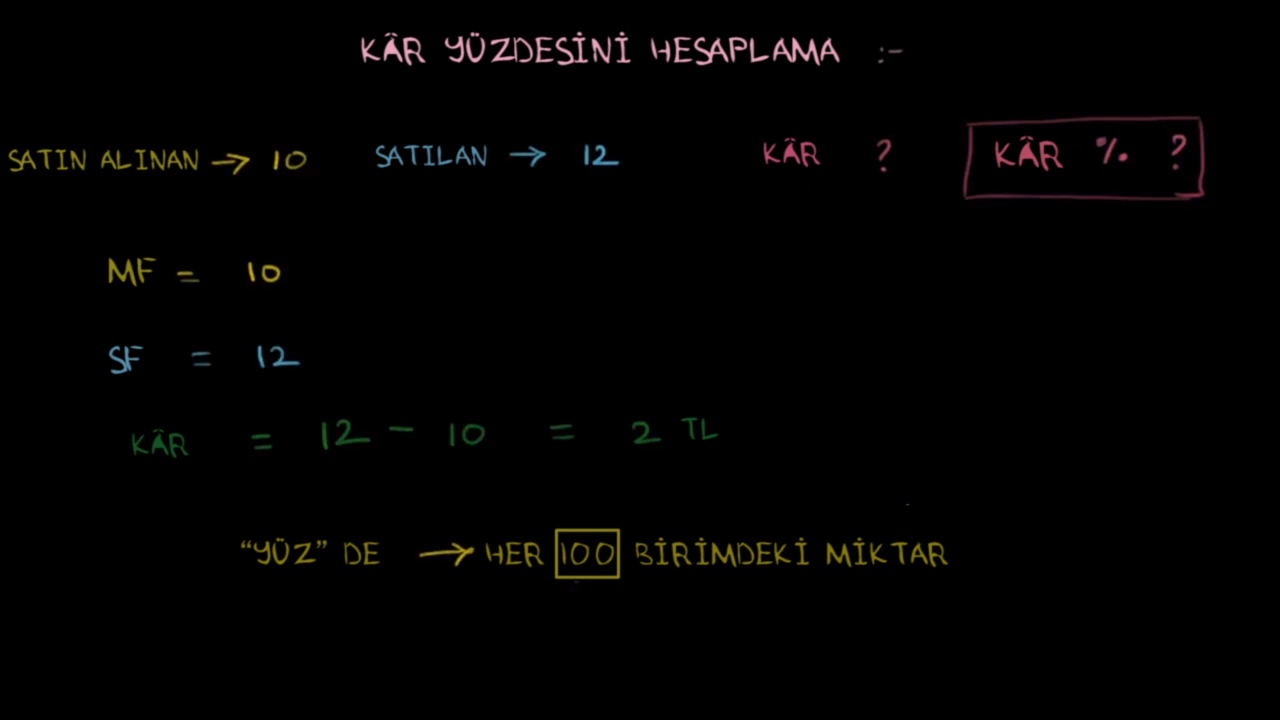 KÂR YÜZDESİNİ HESAPLAMA :-
SATIN ALINAN → 10 SATILAN → 12 KÂR ? KÂR % ?
MF = 10
SF = 12
KÂR = 12 - 10 = 2 TL
“YÜZ” DE → HER 100 BİRİMDEKİ MİKTAR